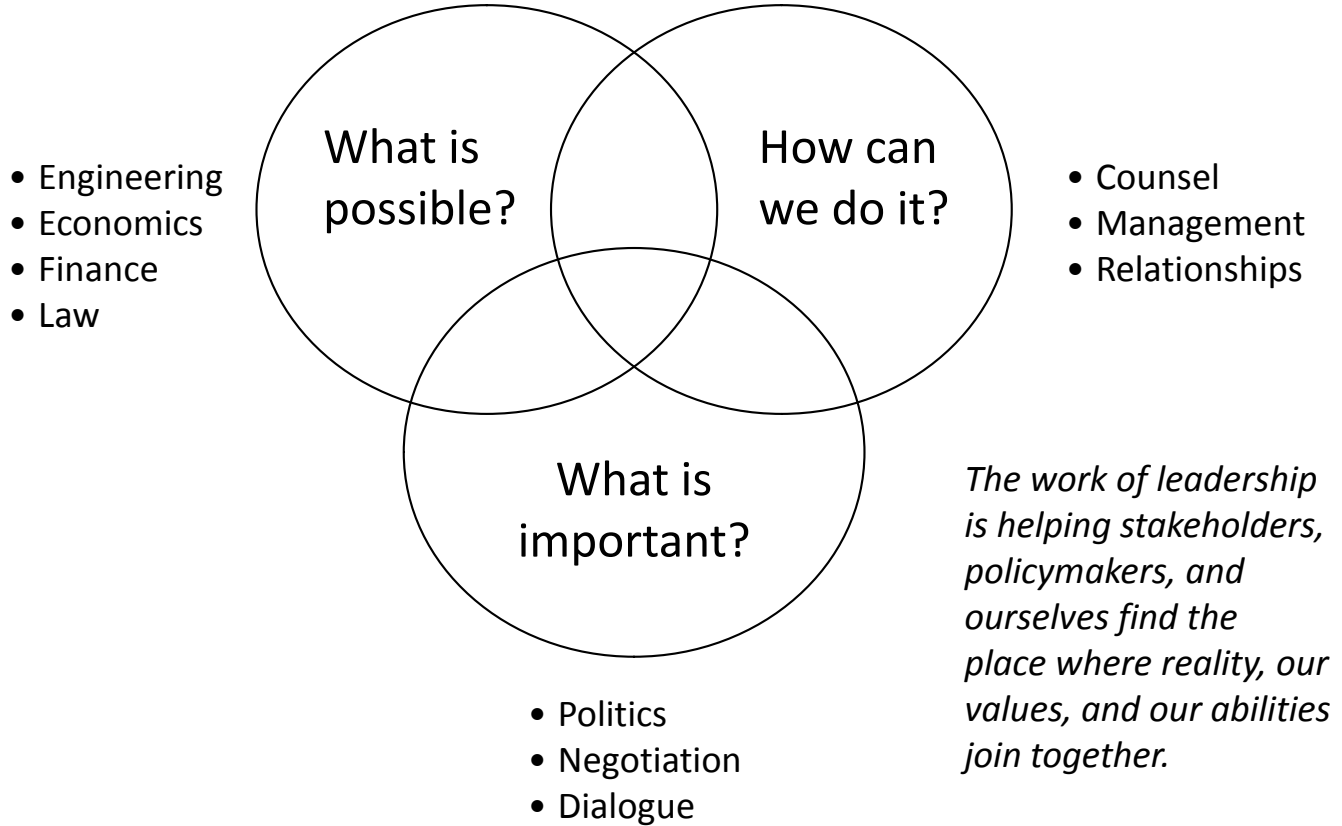 What is
possible?
How can
we do it?
• Engineering
• Economics
• Finance
• Law
• Counsel
• Management
• Relationships
What is
important?
The work of leadership
is helping stakeholders,
policymakers, and
ourselves find the
place where reality, our
values, and our abilities
join together.
• Politics
• Negotiation
• Dialogue